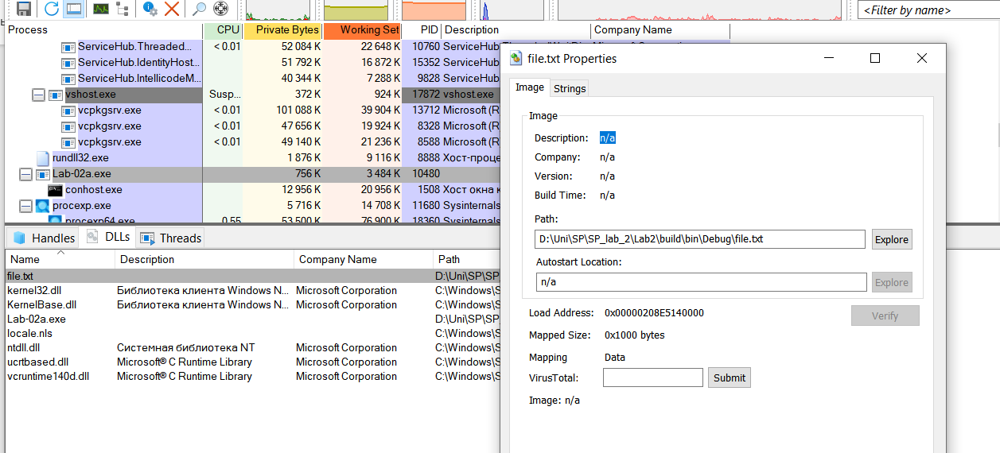 <Filter by name>
Process CPU Private Bytes Working Set PID Description Company Name
ServiceHub.Threaded... < 0.01 52 084 K 22 648 K 10760 ServiceHub
ServiceHub.IdentityHost... < 0.01 51 792 K 16 872 K 15352 ServiceHub
ServiceHub.IntellicodeM... 40 344 K 7 288 K 9828 ServiceHub
vshost.exe Susp... 372 K 924 K 17872 vshost.exe
vcpkgsrv.exe < 0.01 101 088 K 39 904 K 13712 Microsoft (R
vcpkgsrv.exe < 0.01 47 656 K 19 924 K 8328 Microsoft (R
vcpkgsrv.exe < 0.01 49 140 K 21 236 K 8588 Microsoft (R
rundll32.exe 1 876 K 9 116 K 8888 Хост-проце
Lab-02a.exe 756 K 3 484 K 10480
conhost.exe 12 956 K 20 956 K 1508 Хост окна к
procexp.exe 5 716 K 14 708 K 11680 Sysinternals
procexp64.exe 0.55 53 500 K 76 900 K 18360 Sysinternals
Handles DLLs Threads
Name Description Company Name Path
file.txt D:\Uni\SP\SP_
kernel32.dll Библиотека клиента Windows N... Microsoft Corporation C:\Windows\S
KernelBase.dll Библиотека клиента Windows N... Microsoft Corporation C:\Windows\S
Lab-02a.exe D:\Uni\SP\SP_
locale.nls C:\Windows\S
ntdll.dll Системная библиотека NT Microsoft Corporation C:\Windows\S
ucrtbased.dll Microsoft® C Runtime Library Microsoft Corporation C:\Windows\S
vcruntime140d.dll Microsoft® C Runtime Library Microsoft Corporation C:\Windows\S
file.txt Properties
Image Strings
Image
Description: n/a
Company: n/a
Version: n/a
Build Time: n/a
Path:
D:\Uni\SP\SP_lab_2\Lab2\build\bin\Debug\file.txt Explore
Autostart Location:
n/a Explore
Load Address: 0x00000208E5140000 Verify
Mapped Size: 0x1000 bytes
Mapping Data
VirusTotal: Submit
Image: n/a